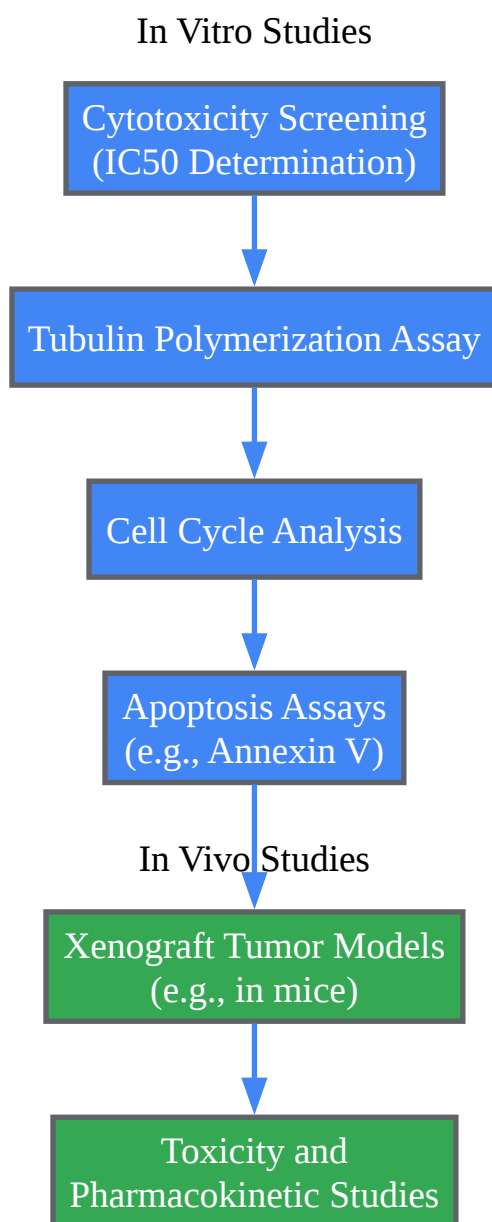 In Vitro Studies
Cytotoxicity Screening
(IC50 Determination)
Tubulin Polymerization Assay
Cell Cycle Analysis
Apoptosis Assays
(e.g., Annexin V)
In Vivo Studies
Xenograft Tumor Models
(e.g., in mice)
Toxicity and
Pharmacokinetic Studies